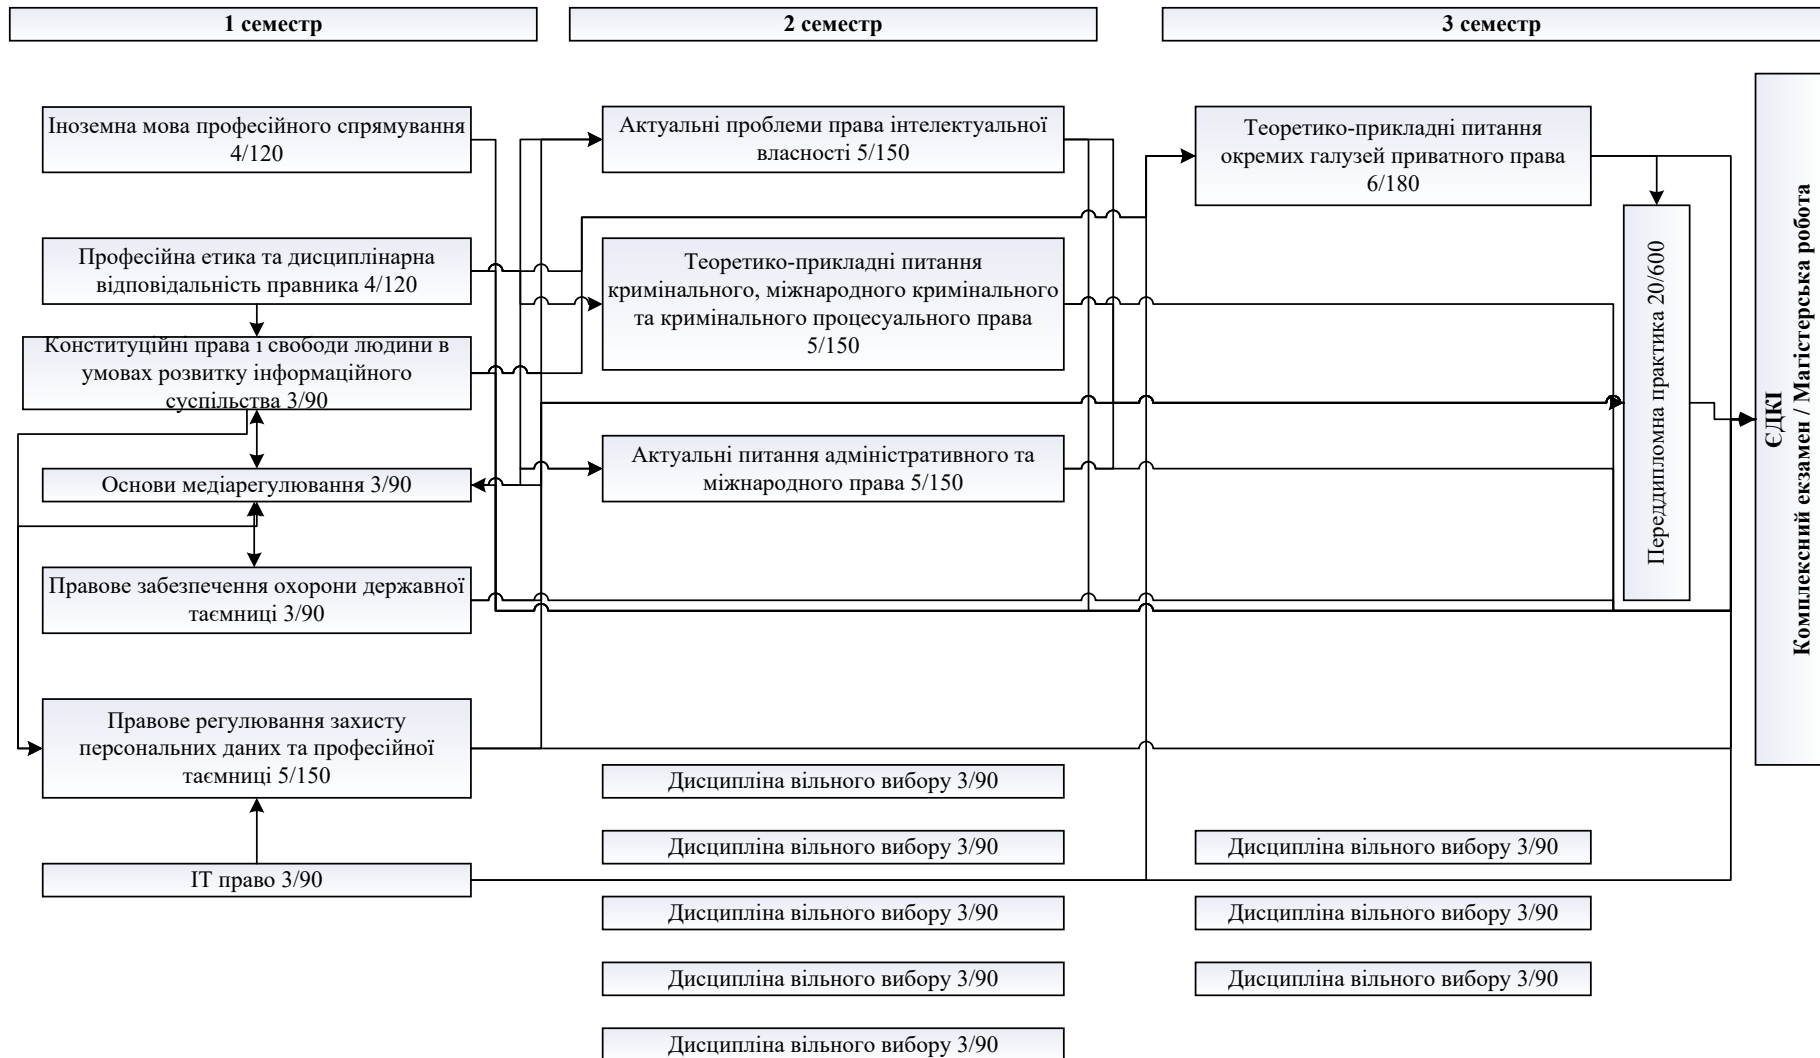 1 семестр
2 семестр
3 семестр
Іноземна мова професійного спрямування
4/120
Професійна етика та дисциплінарна
відповідальність правника 4/120
Конституційні права і свободи людини в
умовах розвитку інформаційного
суспільства 3/90
Основи медіарегулювання 3/90
Правове забезпечення охорони державної
таємниці 3/90
Правове регулювання захисту
персональних даних та професійної
таємниці 5/150
ІТ право 3/90
Актуальні проблеми права інтелектуальної
власності 5/150
Теоретико-прикладні питання
кримінального, міжнародного кримінального
та кримінального процесуального права
5/150
Актуальні питання адміністративного та
міжнародного права 5/150
Дисципліна вільного вибору 3/90
Дисципліна вільного вибору 3/90
Дисципліна вільного вибору 3/90
Дисципліна вільного вибору 3/90
Дисципліна вільного вибору 3/90
Теоретико-прикладні питання
окремих галузей приватного права
6/180
Дисципліна вільного вибору 3/90
Дисципліна вільного вибору 3/90
Дисципліна вільного вибору 3/90
Переддипломна практика 20/600
ЄДКІ
Комплексний екзамен / Магістерська робота